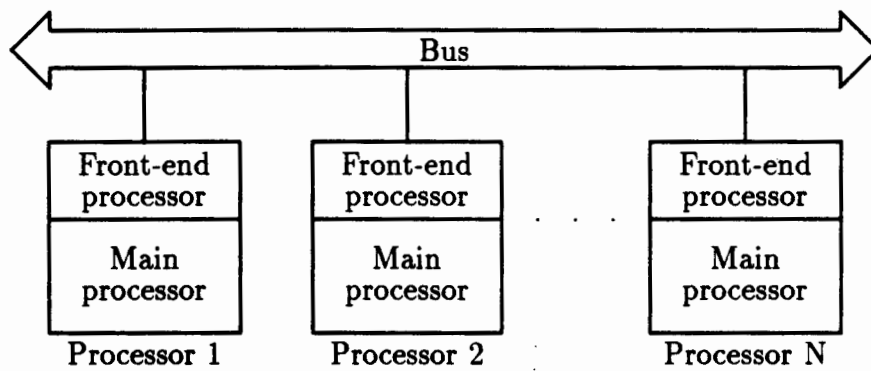 Bus
Front-end
processor
Main
processor
Processor 1
Front-end
processor
Main
processor
Processor 2
. . .
Front-end
processor
Main
processor
Processor N